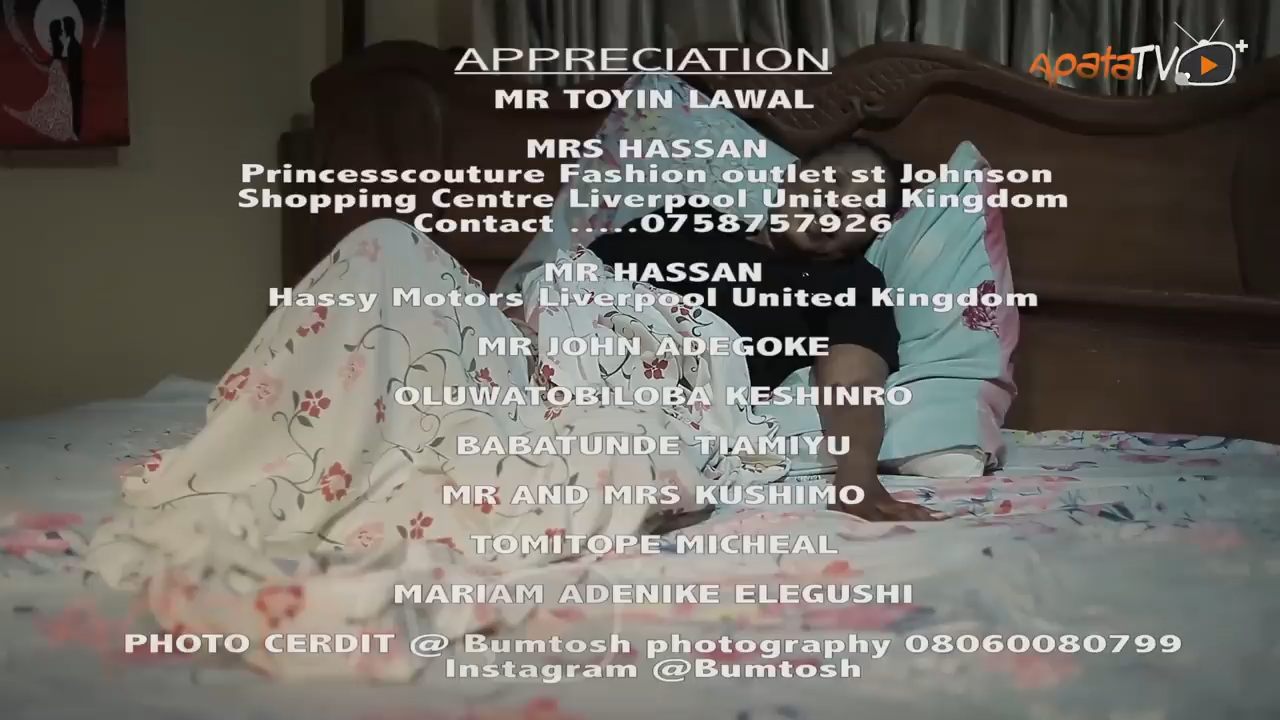 APPRECIATION
ApataTV+
MR TOYIN LAWAL
MRS HASSAN
Princesscouture Fashion outlet st Johnson
Shopping Centre Liverpool United Kingdom
Contact .....0758757926
MR HASSAN
Hassy Motors Liverpool United Kingdom
MR JOHN ADEGOKE
OLUWATOBILOBA KESHINRO
BABATUNDE TIAMIYU
MR AND MRS KUSHIMO
TOMITOPE MICHEAL
MARIAM ADENIKE ELEGUSHI
PHOTO CERDIT @ Bumtosh photography 08060080799
Instagram @Bumtosh